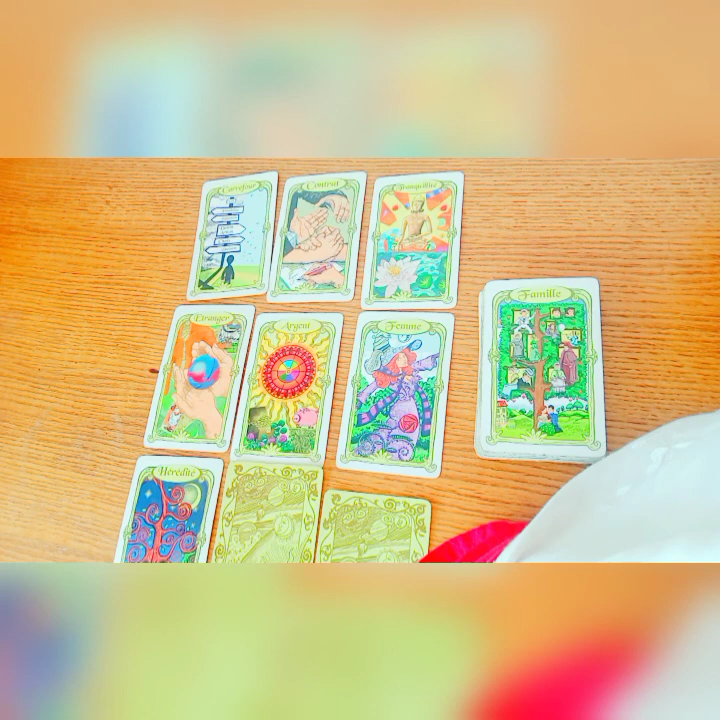 Carrefour
Contrat
Tranquillité
Étranger
Argent
Femme
Famille
Hérédité